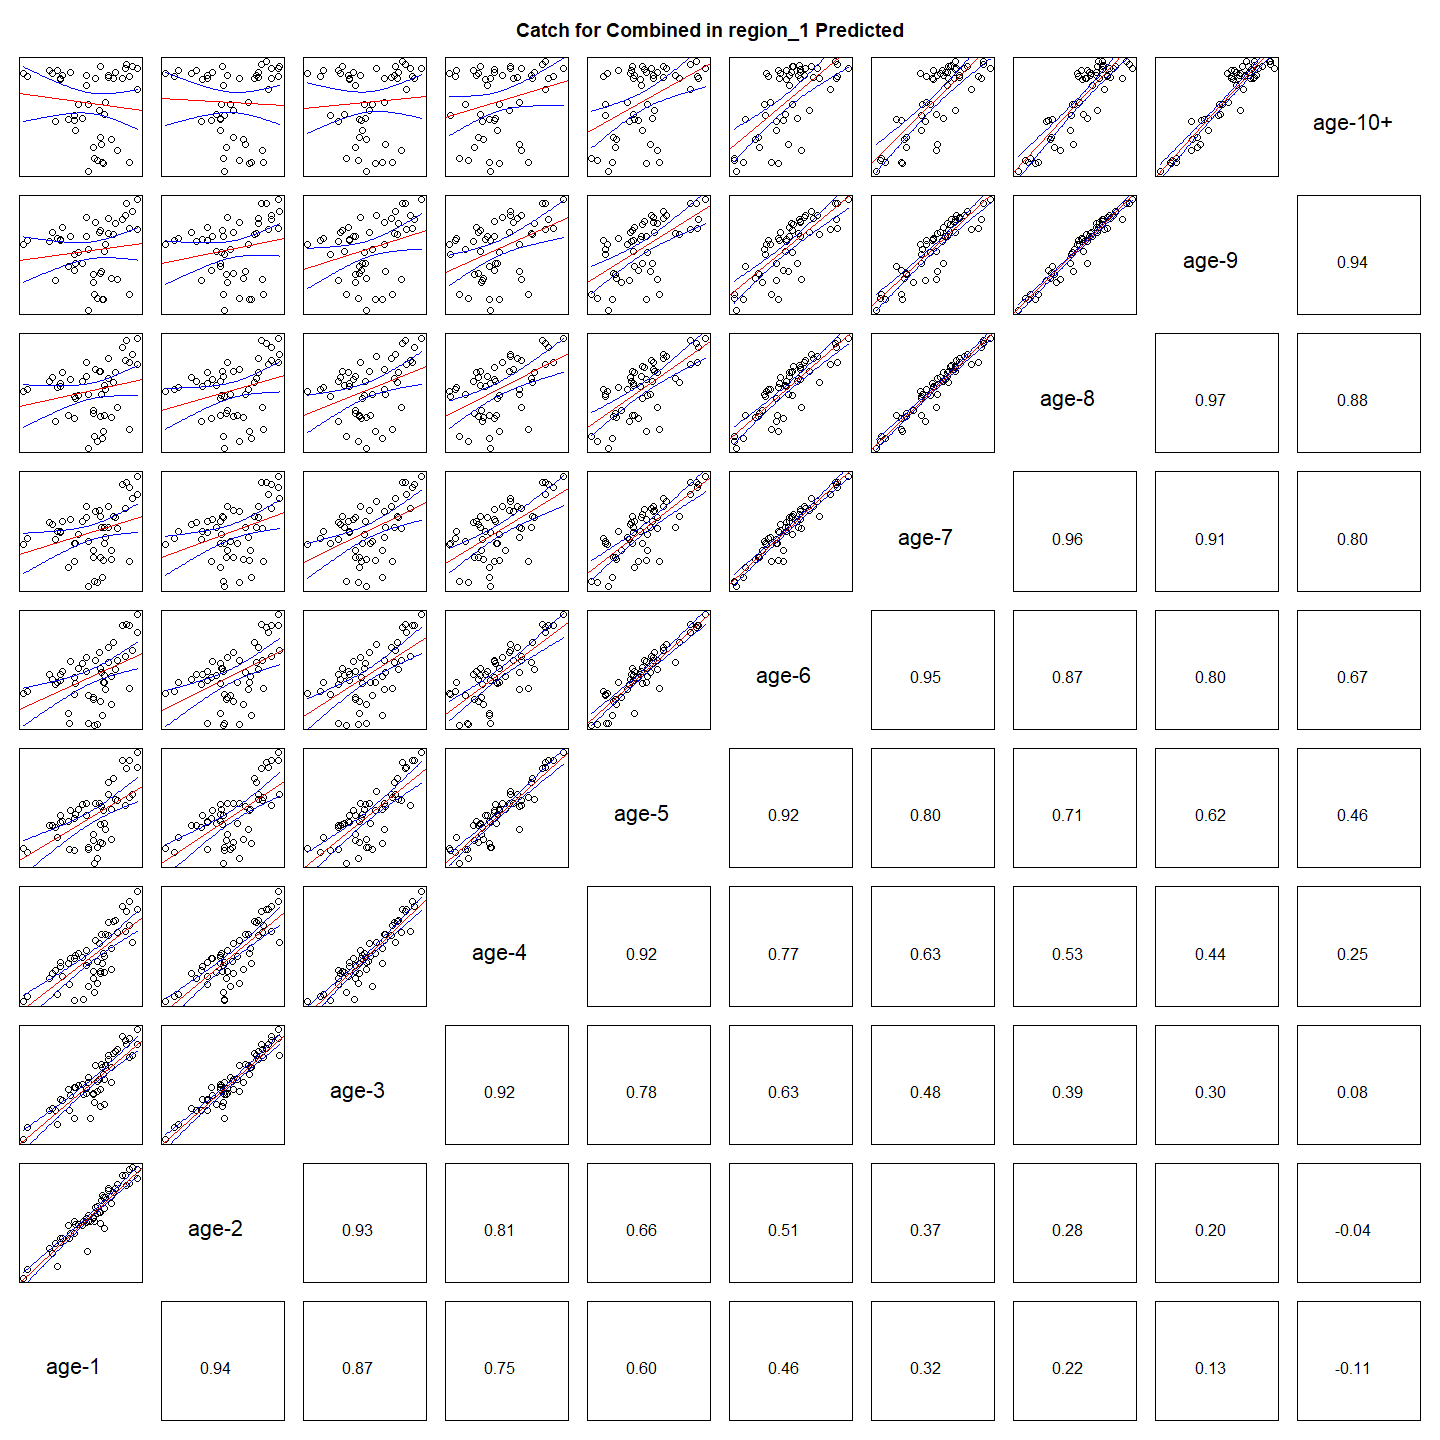 Catch for Combined in region_1 Predicted
age-10+
age-9 0.94
age-8 0.97 0.88
age-7 0.96 0.91 0.80
age-6 0.95 0.87 0.80 0.67
age-5 0.92 0.80 0.71 0.62 0.46
age-4 0.92 0.77 0.63 0.53 0.44 0.25
age-3 0.92 0.78 0.63 0.48 0.39 0.30 0.08
age-2 0.93 0.81 0.66 0.51 0.37 0.28 0.20 -0.04
age-1 0.94 0.87 0.75 0.60 0.46 0.32 0.22 0.13 -0.11